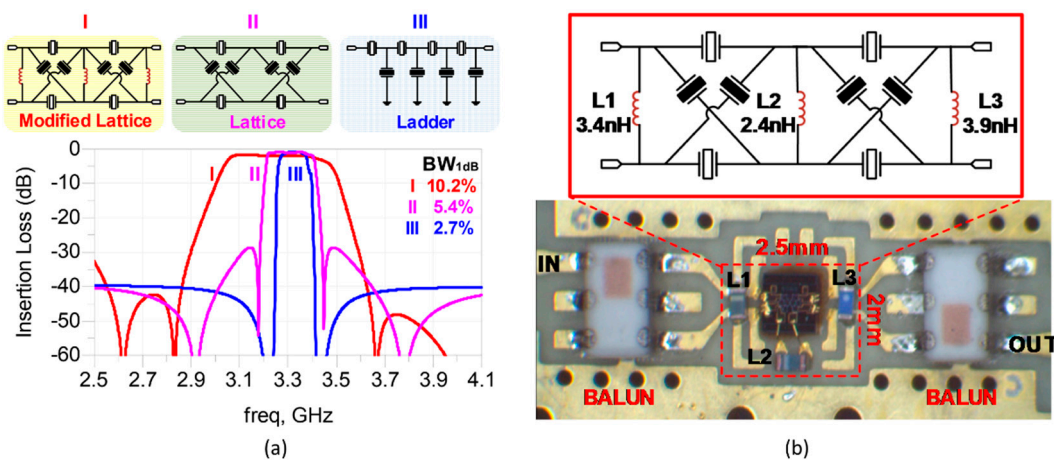 I
II
III
Modified Lattice
Lattice
Ladder
Insertion Loss (dB)
0
-10
-20
-30
-40
-50
-60
I
II
III
BW1dB
I 10.2%
II 5.4%
III 2.7%
2.5
2.7
2.9
3.1
3.3
3.5
3.7
3.9
4.1
freq, GHz
(a)
L1
3.4nH
L2
2.4nH
L3
3.9nH
IN
2.5mm
L1
L3
2mm
L2
OUT
BALUN
BALUN
(b)